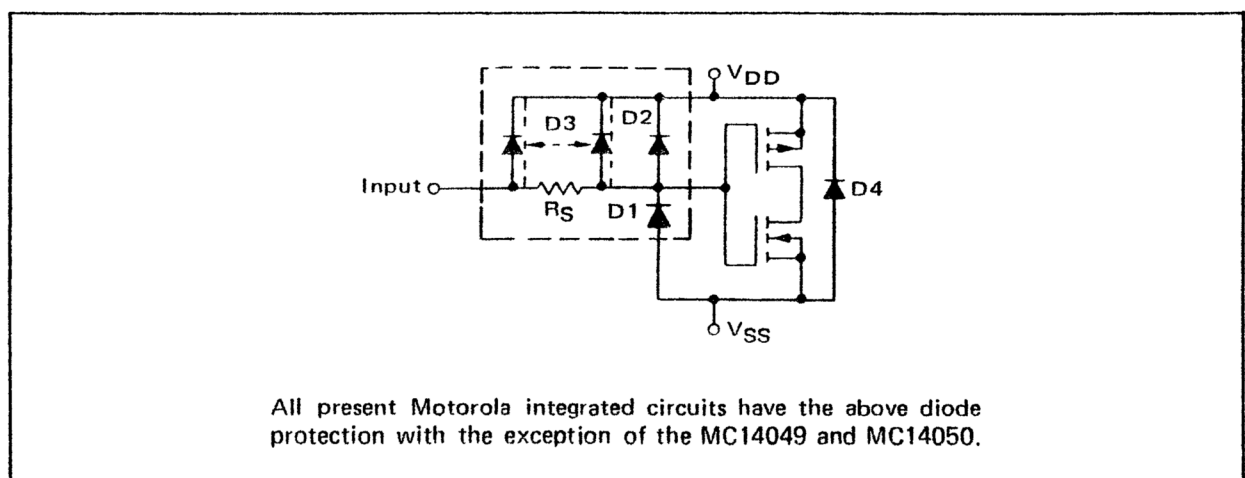 VDD
D3 D2
Input
RS D1
D4
VSS
All present Motorola integrated circuits have the above diode
protection with the exception of the MC14049 and MC14050.